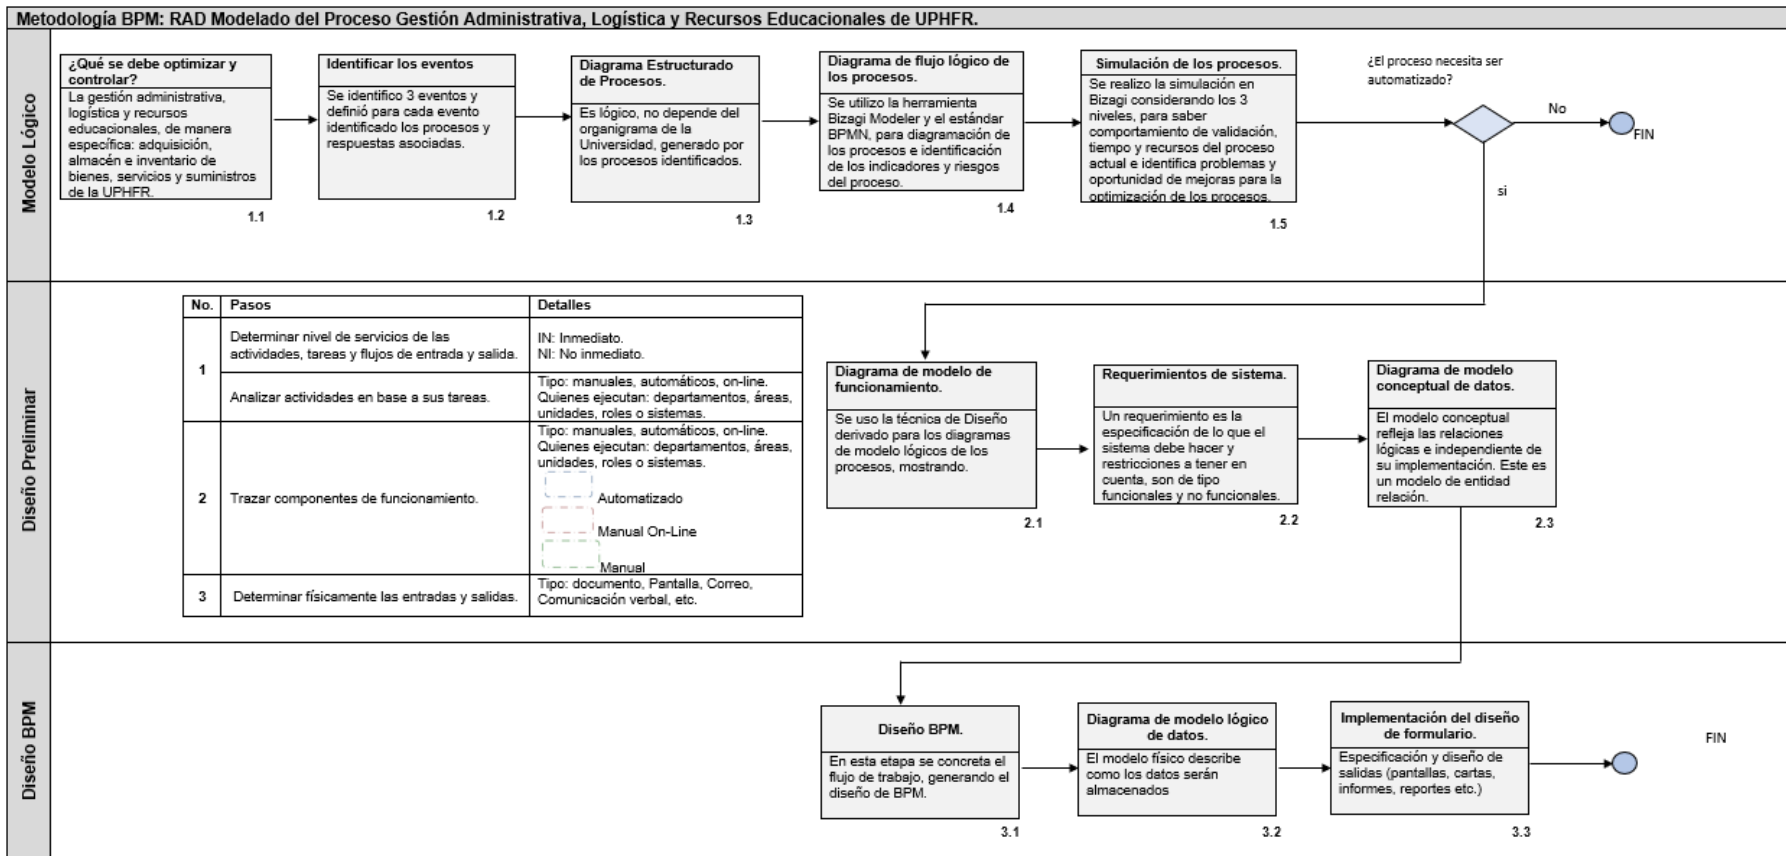 Metodología BPM: RAD Modelado del Proceso Gestión Administrativa, Logística y Recursos Educacionales de UPHFR.
Modelo Lógico
¿Qué se debe optimizar y
controlar?
La gestión administrativa,
logística y recursos
educacionales, de manera
específica: adquisición,
almacén e inventario de
bienes, servicios y suministros
de la UPHFR.
1.1
Identificar los eventos
Se identifico 3 eventos y
definió para cada evento
identificado los procesos y
respuestas asociadas.
1.2
Diagrama Estructurado
de Procesos.
Es lógico, no depende del
organigrama de la
Universidad, generado por
los procesos identificados.
1.3
Diagrama de flujo lógico de
los procesos.
Se utilizo la herramienta
Bizagi Modeler y el estándar
BPMN, para diagramación de
los procesos e identificación
de los indicadores y riesgos
del proceso.
1.4
Simulación de los procesos.
Se realizo la simulación en
Bizagi considerando los 3
niveles, para saber
comportamiento de validación,
tiempo y recursos del proceso
actual e identifica problemas y
oportunidad de mejoras para la
optimización de los procesos.
1.5
¿El proceso necesita ser
automatizado?
No
FIN
si
Diseño Preliminar
No. Pasos Detalles
1
Determinar nivel de servicios de las
actividades, tareas y flujos de entrada y salida.
IN: Inmediato.
NI: No inmediato.
Analizar actividades en base a sus tareas.
Tipo: manuales, automáticos, on-line.
Quienes ejecutan: departamentos, áreas,
unidades, roles o sistemas.
2
Trazar componentes de funcionamiento.
Tipo: manuales, automáticos, on-line.
Quienes ejecutan: departamentos, áreas,
unidades, roles o sistemas.
Automatizado
Manual On-Line
Manual
3
Determinar físicamente las entradas y salidas.
Tipo: documento, Pantalla, Correo,
Comunicación verbal, etc.
Diagrama de modelo de
funcionamiento.
Se uso la técnica de Diseño
derivado para los diagramas
de modelo lógicos de los
procesos, mostrando.
2.1
Requerimientos de sistema.
Un requerimiento es la
especificación de lo que el
sistema debe hacer y
restricciones a tener en
cuenta, son de tipo
funcionales y no funcionales.
2.2
Diagrama de modelo
conceptual de datos.
El modelo conceptual
refleja las relaciones
lógicas e independiente de
su implementación. Este es
un modelo de entidad
relación.
2.3
Diseño BPM
Diseño BPM.
En esta etapa se concreta el
flujo de trabajo, generando el
diseño de BPM.
3.1
Diagrama de modelo lógico
de datos.
El modelo físico describe
como los datos serán
almacenados
3.2
Implementación del diseño
de formulario.
Especificación y diseño de
salidas (pantallas, cartas,
informes, reportes etc.)
3.3
FIN